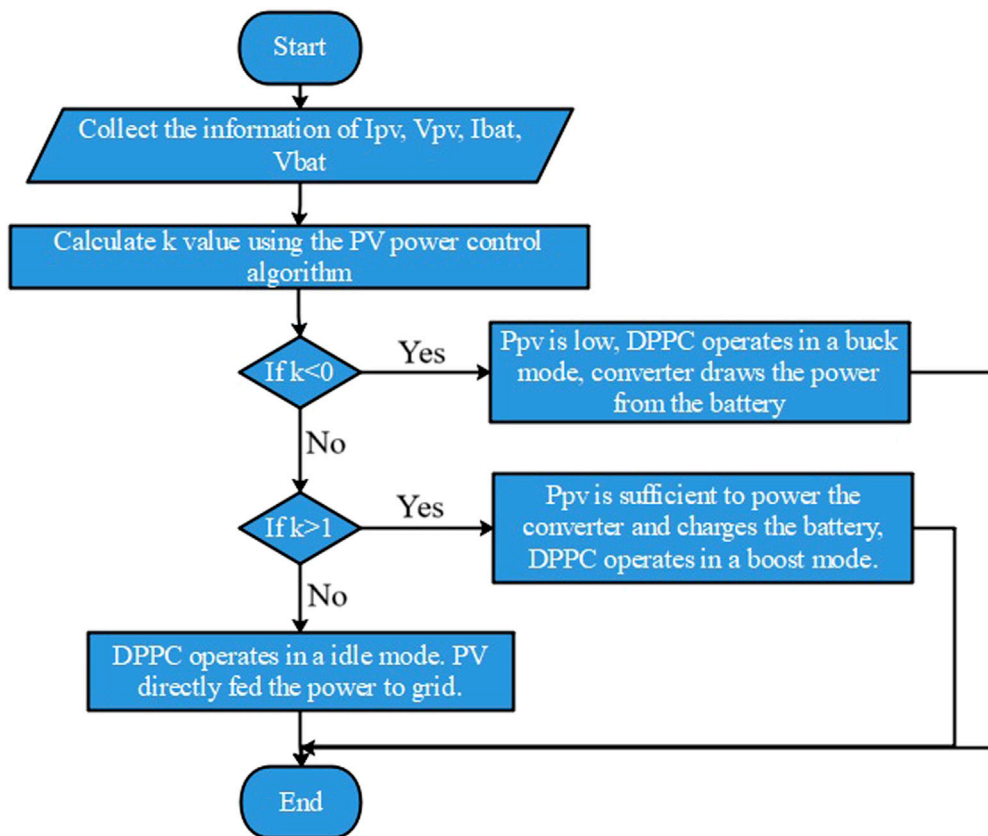 Start
Collect the information of Ipv, Vpv, Ibat,
Vbat
Calculate k value using the PV power control
algorithm
If k<0
Yes
Ppv is low, DPPC operates in a buck
mode, converter draws the power
from the battery
No
If k>1
Yes
Ppv is sufficient to power the
converter and charges the battery,
DPPC operates in a boost mode.
No
DPPC operates in a idle mode. PV
directly fed the power to grid.
End